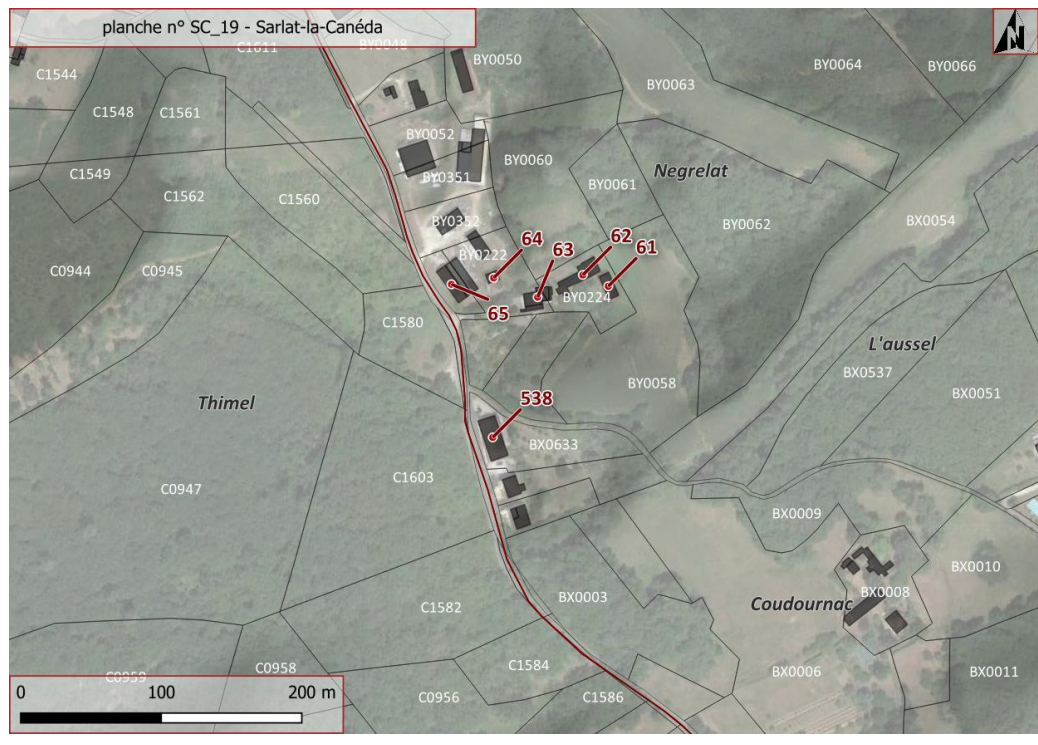 planche n° SC_19 - Sarlat-la-Canéda
N
C1611
BY0048
BY0050
C1544
BY0064
BY0066
BY0063
C1548
C1561
BY0052
BY0060
C1549
BY0351
Negrelat
BY0061
C1562
C1560
BY0352
BY0062
BX0054
64
63
62
61
BY0222
C0944
C0945
BY0224
65
C1580
L'aussel
BX0537
BY0058
BX0051
Thimel
538
BX0633
C1603
C0947
BX0009
BX0010
BX0008
BX0003
Coudournac
C1582
C1584
BX0006
BX0011
C0959
C0958
C0956
C1586
0 100 200 m